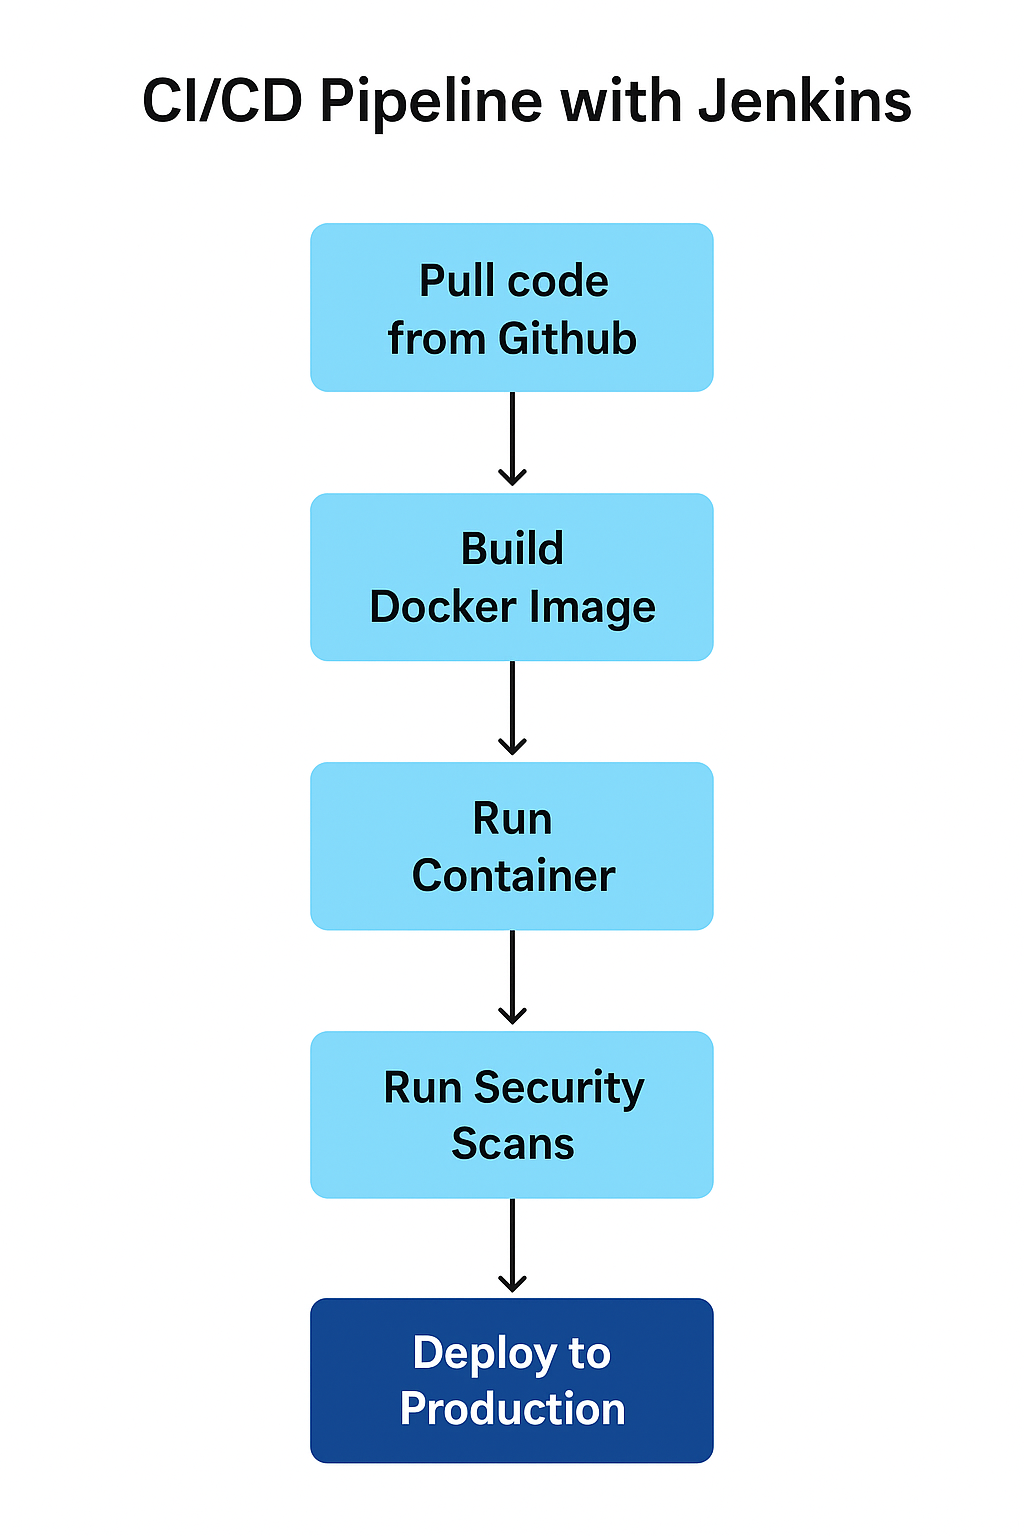 CI/CD Pipeline with Jenkins
Pull code
from Github
Build
Docker Image
Run
Container
Run Security
Scans
Deploy to
Production